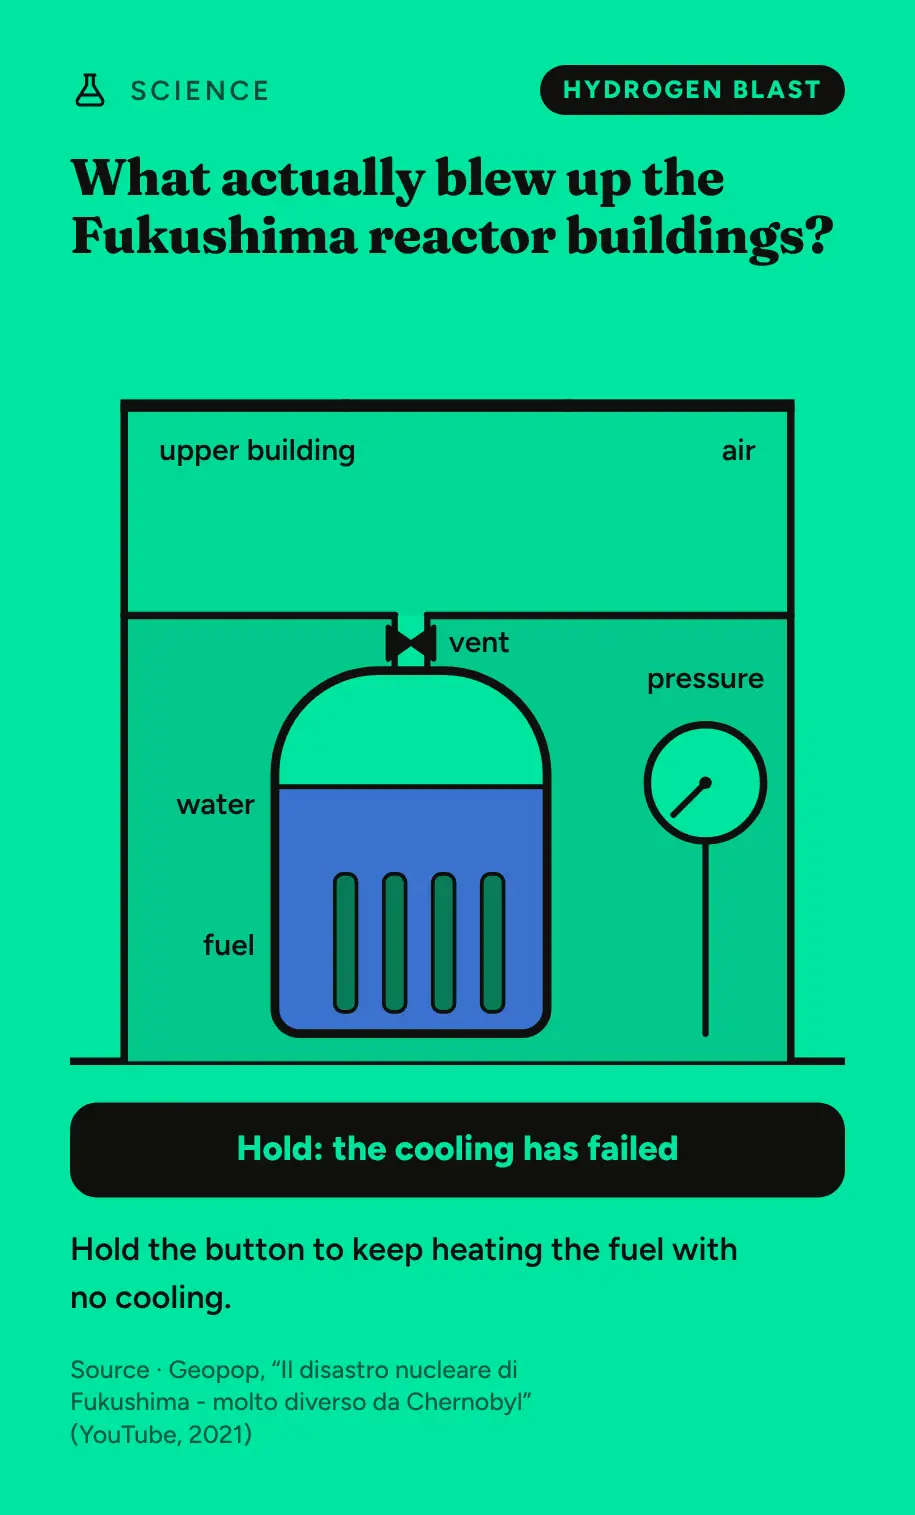 SCIENCE
HYDROGEN BLAST
What actually blew up the
Fukushima reactor buildings?
upper building
air
vent
pressure
water
fuel
Hold: the cooling has failed
Hold the button to keep heating the fuel with
no cooling.
Source · Geopop, “Il disastro nucleare di
Fukushima - molto diverso da Chernobyl”
(YouTube, 2021)